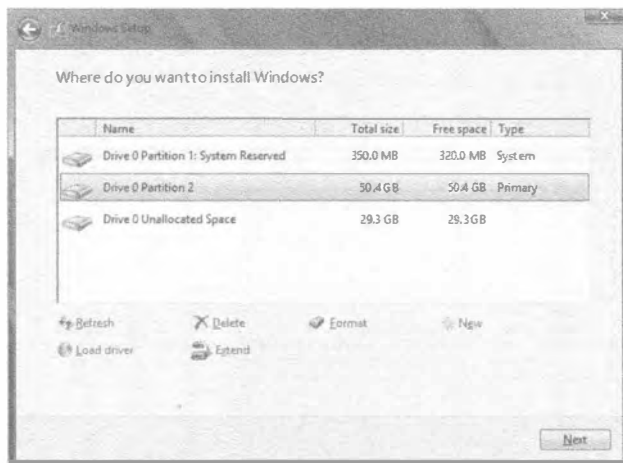 Windows Setup
Where do you want to install Windows?
Name Total size Free space Type
Drive 0 Partition 1: System Reserved 350.0 MB 320.0 MB System
Drive 0 Partition 2 50.4 GB 50.4 GB Primary
Drive 0 Unallocated Space 29.3 GB 29.3 GB
Refresh Delete Format New
Load driver Extend
Next